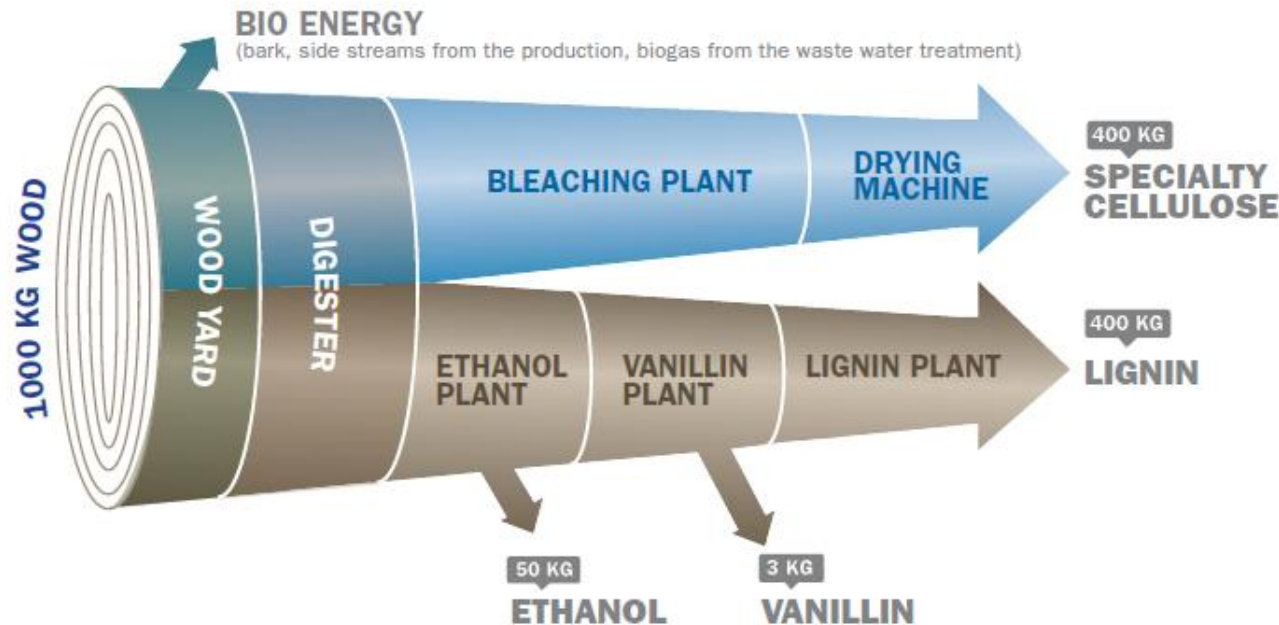 BIO ENERGY
(bark, side streams from the production, biogas from the waste water treatment)
1000 KG WOOD
WOOD YARD
DIGESTER
BLEACHING PLANT
DRYING
MACHINE
400 KG
SPECIALTY
CELLULOSE
ETHANOL
PLANT
VANILLIN
PLANT
LIGNIN PLANT
400 KG
LIGNIN
50 KG
ETHANOL
3 KG
VANILLIN